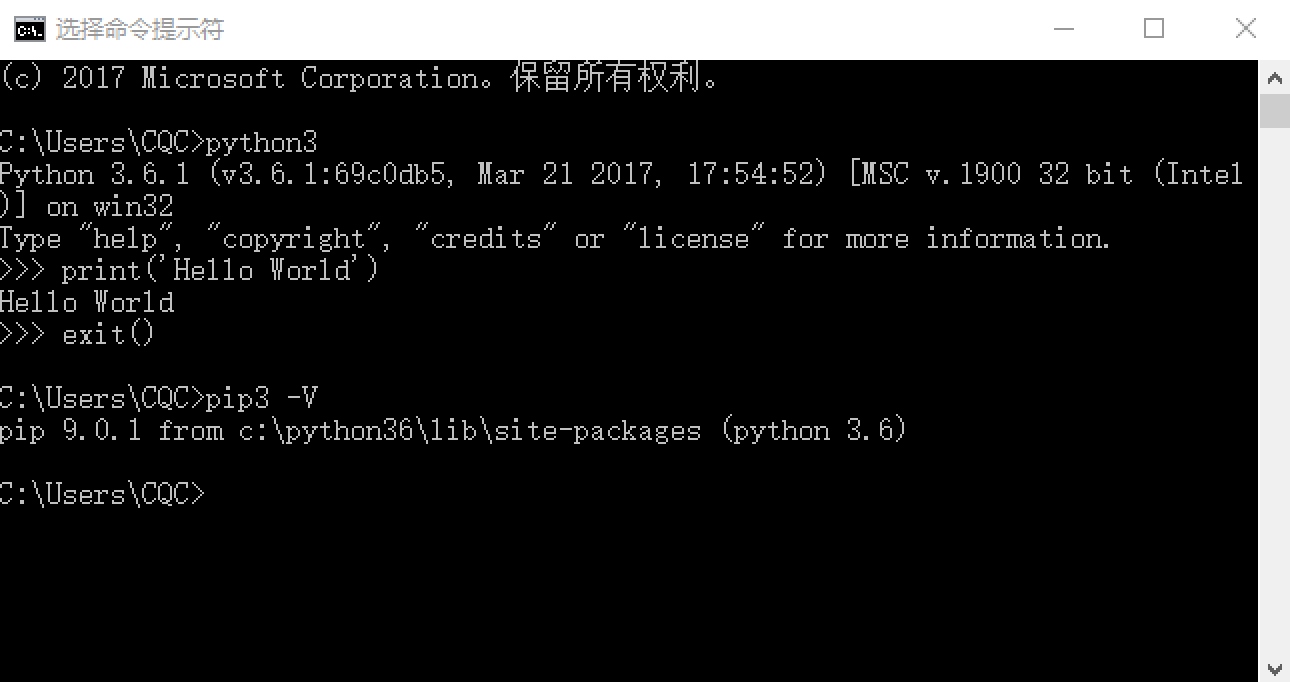 选择命令提示符
(c) 2017 Microsoft Corporation。保留所有权利。
C:\Users\CQC>python3
Python 3.6.1 (v3.6.1:69c0db5, Mar 21 2017, 17:54:52) [MSC v.1900 32 bit (Intel
)] on win32
Type "help", "copyright", "credits" or "license" for more information.
>>> print('Hello World')
Hello World
>>> exit()
C:\Users\CQC>pip3 -V
pip 9.0.1 from c:\python36\lib\site-packages (python 3.6)
C:\Users\CQC>